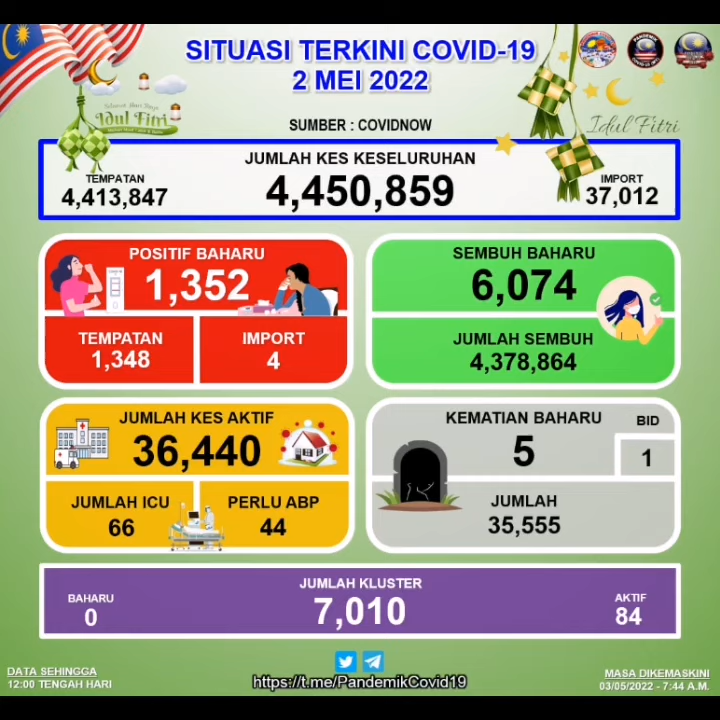 SITUASI TERKINI COVID-19
2 MEI 2022
Selamat Hari Raya
Idul Fitri
Idul Fitri
SUMBER : COVIDNOW
JUMLAH KES KESELURUHAN
4,450,859
TEMPATAN
4,413,847
IMPORT
37,012
POSITIF BAHARU
1,352
TEMPATAN
1,348
IMPORT
4
SEMBUH BAHARU
6,074
JUMLAH SEMBUH
4,378,864
JUMLAH KES AKTIF
36,440
JUMLAH ICU
66
PERLU ABP
44
KEMATIAN BAHARU
5
BID
1
JUMLAH
35,555
JUMLAH KLUSTER
7,010
BAHARU
0
AKTIF
84
DATA SEHINGGA
12:00 TENGAH HARI
https://t.me/PandemikCovid19
MASA DIKEMASKINI
03/05/2022 - 7:44 A.M.